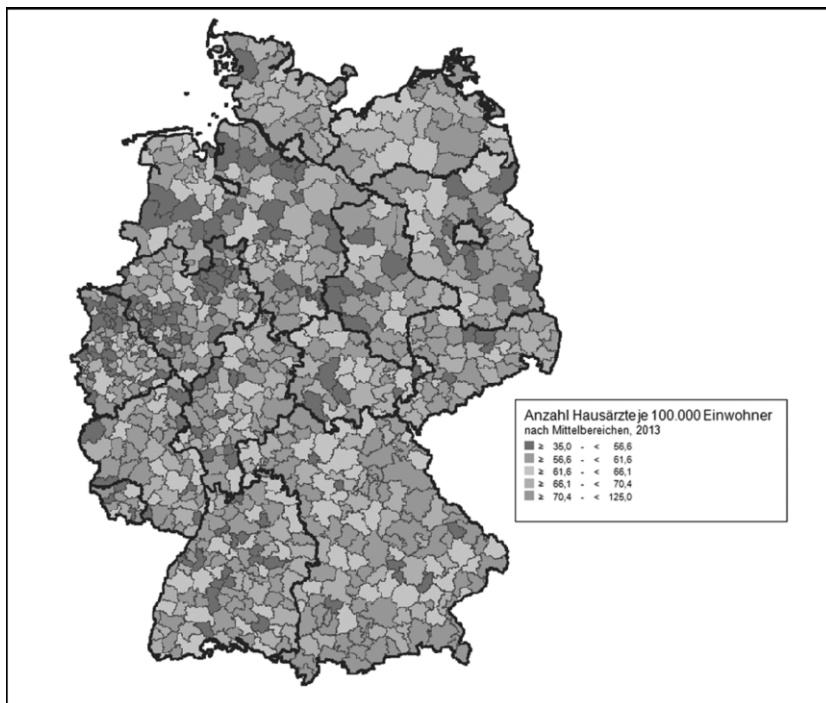 Anzahl Hausärzte je 100.000 Einwohner
nach Mittelbereichen, 2013
≥ 35,0 - < 56,6
≥ 56,6 - < 61,6
≥ 61,6 - < 66,1
≥ 66,1 - < 70,4
≥ 70,4 - < 125,0